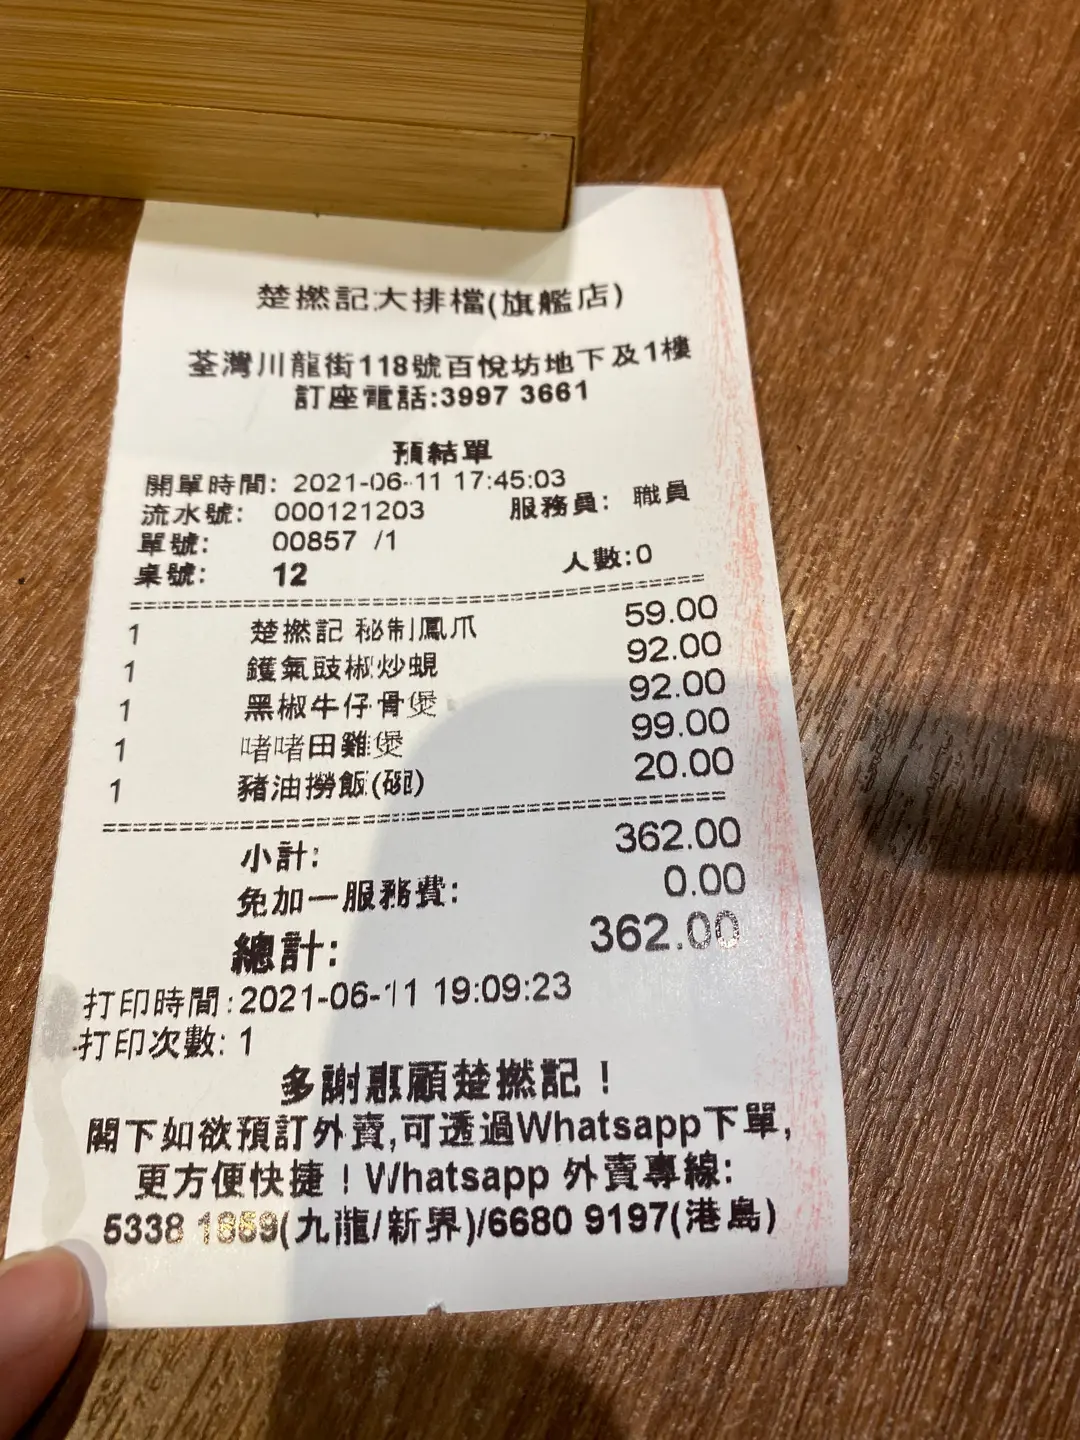 楚撚記大排檔(旗艦店)
荃灣川龍街118號百悅坊地下及1樓
訂座電話:3997 3661
預結單
開單時間: 2021-06-11 17:45:03
流水號: 000121203 服務員: 職員
單號: 00857 /1
桌號: 12 人數:0
1 楚撚記 秘制鳳爪 59.00
1 鑊氣豉椒炒蜆 92.00
1 黑椒牛仔骨煲 92.00
1 啫啫田雞煲 99.00
1 豬油撈飯(碗) 20.00
小計: 362.00
免加一服務費: 0.00
總計: 362.00
打印時間:2021-06-11 19:09:23
打印次數: 1
多謝惠顧楚撚記！
閣下如欲預訂外賣,可透過Whatsapp下單,
更方便快捷！Whatsapp 外賣專線:
5338 1859(九龍/新界)/6680 9197(港島)